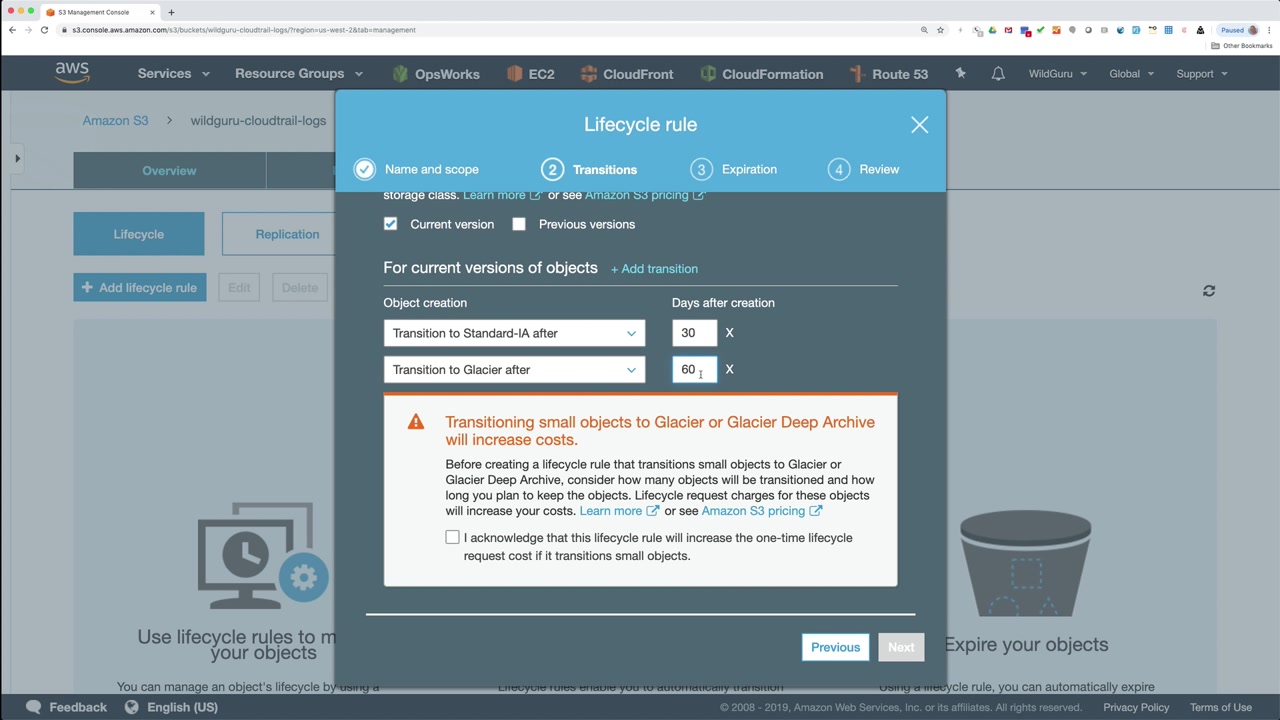 S3 Management Console
s3.console.aws.amazon.com/s3/buckets/wildguru-cloudtrail-logs/?region=us-west-2&tab=management
Paused
Other Bookmarks
aws
Services
Resource Groups
OpsWorks
EC2
CloudFront
CloudFormation
Route 53
WildGuru
Global
Support
Amazon S3 > wildguru-cloudtrail-logs
Overview
Lifecycle
Replication
+ Add lifecycle rule
Edit
Delete
Lifecycle rule
Name and scope
2 Transitions
3 Expiration
4 Review
storage class. Learn more or see Amazon S3 pricing
Current version
Previous versions
For current versions of objects + Add transition
Object creation
Days after creation
Transition to Standard-IA after
30 X
Transition to Glacier after
60 X
Transitioning small objects to Glacier or Glacier Deep Archive
will increase costs.
Before creating a lifecycle rule that transitions small objects to Glacier or
Glacier Deep Archive, consider how many objects will be transitioned and how
long you plan to keep the objects. Lifecycle request charges for these objects
will increase your costs. Learn more or see Amazon S3 pricing
I acknowledge that this lifecycle rule will increase the one-time lifecycle
request cost if it transitions small objects.
Previous
Next
Use lifecycle rules to m
your objects
You can manage an object's lifecycle by using a
Lifecycle rules enable you to automatically transition
Expire your objects
Using a lifecycle rule, you can automatically expire
Feedback
English (US)
© 2008 - 2019, Amazon Web Services, Inc. or its affiliates. All rights reserved.
Privacy Policy
Terms of Use